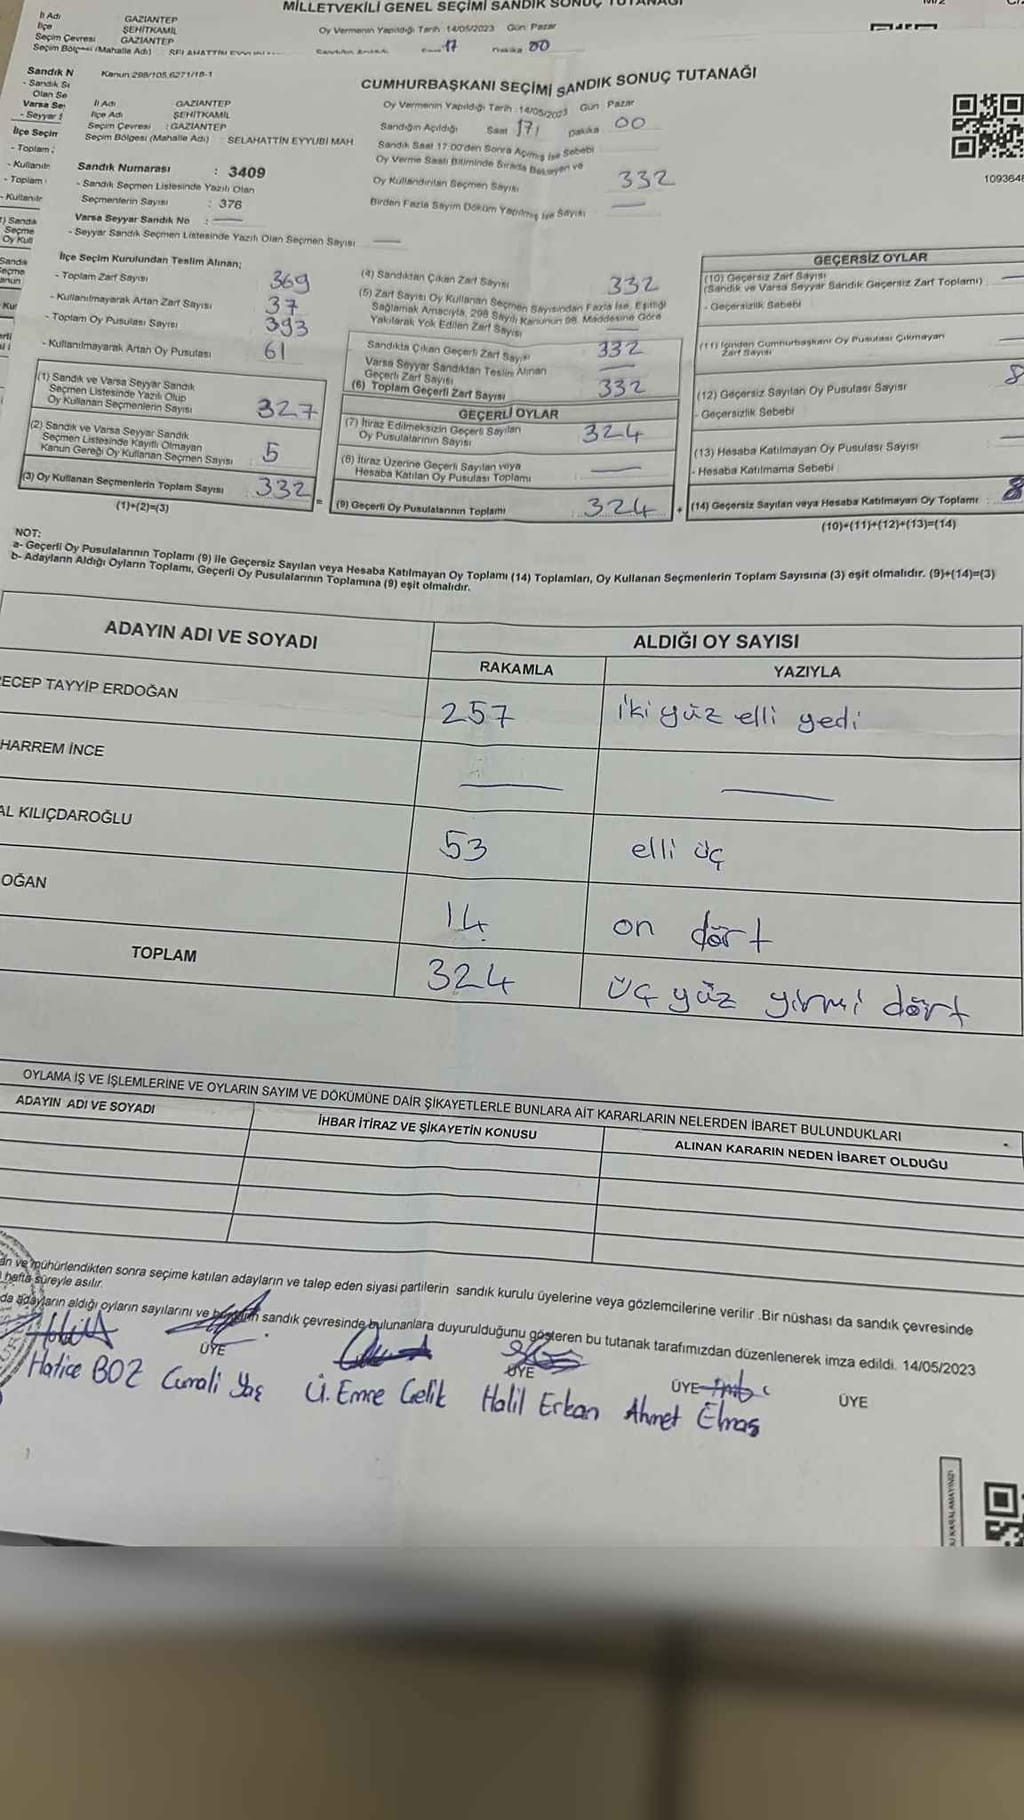 MİLLETVEKİLİ GENEL SEÇİMİ SANDIK SONUÇ TUTANAĞI
İl Adı GAZİANTEP
İlçe ŞEHİTKAMİL
Seçim Çevresi GAZİANTEP
Seçim Bölgesi (Mahalle Adı)
Oy Vermenin Yapıldığı Tarih 14/05/2023 Gün Pazar
17 Dakika 00
CUMHURBAŞKANI SEÇİMİ SANDIK SONUÇ TUTANAĞI
Kanun 298/105,6271/18-1
İl Adı GAZİANTEP
İlçe Adı ŞEHİTKAMİL
Seçim Çevresi : GAZİANTEP
Seçim Bölgesi (Mahalle Adı) SELAHATTİN EYYUBİ MAH
Sandık Numarası : 3409
- Sandık Seçmen Listesinde Yazılı Olan
Seçmenlerin Sayısı : 376
Varsa Seyyar Sandık No :
- Seyyar Sandık Seçmen Listesinde Yazılı Olan Seçmen Sayısı
Oy Vermenin Yapıldığı Tarih : 14/05/2023 Gün Pazar
Sandığın Açıldığı Saat 17 Dakika 00
Sandık Saat 17:00'den Sonra Açılmış İse Sebebi
Oy Verme Saati Bitiminde Sırada Bekleyen ve
Oy Kullandırılan Seçmen Sayısı 332
Birden Fazla Sayım Döküm Yapılmış İse Sayısı
109364
İlçe Seçim Kurulundan Teslim Alınan;
- Toplam Zarf Sayısı 369
- Kullanılmayarak Artan Zarf Sayısı 37
- Toplam Oy Pusulası Sayısı 393
- Kullanılmayarak Artan Oy Pusulası 61
(1) Sandık ve Varsa Seyyar Sandık
Seçmen Listesinde Yazılı Olup
Oy Kullanan Seçmenlerin Sayısı 327
(2) Sandık ve Varsa Seyyar Sandık
Seçmen Listesinde Kayıtlı Olmayan
Kanun Gereği Oy Kullanan Seçmen Sayısı 5
(3) Oy Kullanan Seçmenlerin Toplam Sayısı 332 =
(1)+(2)=(3)
(4) Sandıktan Çıkan Zarf Sayısı 332
(5) Zarf Sayısı Oy Kullanan Seçmen Sayısından Fazla İse, Eşitliği
Sağlamak Amacıyla, 298 Sayılı Kanunun 98. Maddesine Göre
Yakılarak Yok Edilen Zarf Sayısı
Sandıkta Çıkan Geçerli Zarf Sayısı 332
Varsa Seyyar Sandıktan Teslim Alınan
Geçerli Zarf Sayısı
(6) Toplam Geçerli Zarf Sayısı 332
GEÇERLİ OYLAR
(7) İtiraz Edilmeksizin Geçerli Sayılan
Oy Pusulalarının Sayısı 324
(8) İtiraz Üzerine Geçerli Sayılan veya
Hesaba Katılan Oy Pusulası Toplamı
(9) Geçerli Oy Pusulalarının Toplamı 324 +
GEÇERSİZ OYLAR
(10) Geçersiz Zarf Sayısı
(Sandık ve Varsa Seyyar Sandık Geçersiz Zarf Toplamı)
- Geçersizlik Sebebi
(11) İçinden Cumhurbaşkanı Oy Pusulası Çıkmayan
Zarf Sayısı
(12) Geçersiz Sayılan Oy Pusulası Sayısı 8
- Geçersizlik Sebebi
(13) Hesaba Katılmayan Oy Pusulası Sayısı
- Hesaba Katılmama Sebebi
(14) Geçersiz Sayılan veya Hesaba Katılmayan Oy Toplamı : 8
(10)+(11)+(12)+(13)=(14)
NOT:
a- Geçerli Oy Pusulalarının Toplamı (9) ile Geçersiz Sayılan veya Hesaba Katılmayan Oy Toplamı (14) Toplamları, Oy Kullanan Seçmenlerin Toplam Sayısına (3) eşit olmalıdır. (9)+(14)=(3)
b- Adayların Aldığı Oyların Toplamı, Geçerli Oy Pusulalarının Toplamına (9) eşit olmalıdır.
ADAYIN ADI VE SOYADI ALDIĞI OY SAYISI
RAKAMLA YAZIYLA
ECEP TAYYİP ERDOĞAN 257 iki yüz elli yedi
HARREM İNCE
AL KILIÇDAROĞLU 53 elli üç
OĞAN 14 on dört
TOPLAM 324 üç yüz yirmi dört
OYLAMA İŞ VE İŞLEMLERİNE VE OYLARIN SAYIM VE DÖKÜMÜNE DAİR ŞİKAYETLERLE BUNLARA AİT KARARLARIN NELERDEN İBARET BULUNDUKLARI
ADAYIN ADI VE SOYADI İHBAR İTİRAZ VE ŞİKAYETİN KONUSU ALINAN KARARIN NEDEN İBARET OLDUĞU
an ve mühürlendikten sonra seçime katılan adayların ve talep eden siyasi partilerin sandık kurulu üyelerine veya gözlemcilerine verilir .Bir nüshası da sandık çevresinde
hafta süreyle asılır.
da adayların aldığı oyların sayılarını ve sandık çevresinde bulunanlara duyurulduğunu gösteren bu tutanak tarafımızdan düzenlenerek imza edildi. 14/05/2023
ÜYE ÜYE ÜYE ÜYE
Hatice BOZ Cumali Yaş Ü. Emre Çelik Halil Erkan Ahmet Elmas